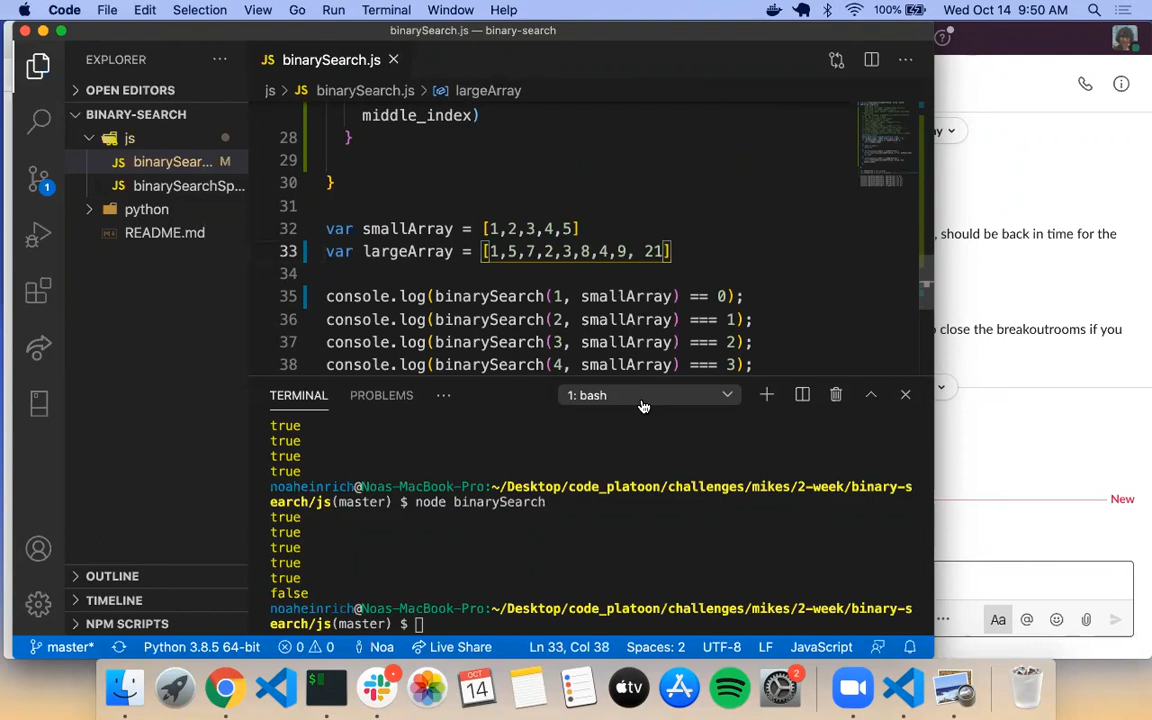 Code File Edit Selection View Go Run Terminal Window Help 100% Wed Oct 14 9:50 AM
binarySearch.js — binary-search
EXPLORER
binarySearch.js
OPEN EDITORS
js > JS binarySearch.js > largeArray
BINARY-SEARCH
js
JS binarySear... M
JS binarySearchSp...
python
README.md
middle_index)
28 }
29
30 }
31
32 var smallArray = [1,2,3,4,5]
33 var largeArray = [1,5,7,2,3,8,4,9, 21]
34
35 console.log(binarySearch(1, smallArray) == 0);
36 console.log(binarySearch(2, smallArray) === 1);
37 console.log(binarySearch(3, smallArray) === 2);
38 console.log(binarySearch(4, smallArray) === 3);
TERMINAL PROBLEMS ... 1: bash
true
true
true
true
noaheinrich@Noas-MacBook-Pro:~/Desktop/code_platoon/challenges/mikes/2-week/binary-s
earch/js(master) $ node binarySearch
true
true
true
true
true
false
noaheinrich@Noas-MacBook-Pro:~/Desktop/code_platoon/challenges/mikes/2-week/binary-s
earch/js(master) $
1
OUTLINE
TIMELINE
NPM SCRIPTS
master* Python 3.8.5 64-bit 0 0 Noa Live Share Ln 33, Col 38 Spaces: 2 UTF-8 LF JavaScript
, should be back in time for the
close the breakoutrooms if you
New
Aa
OCT
14
tv
2